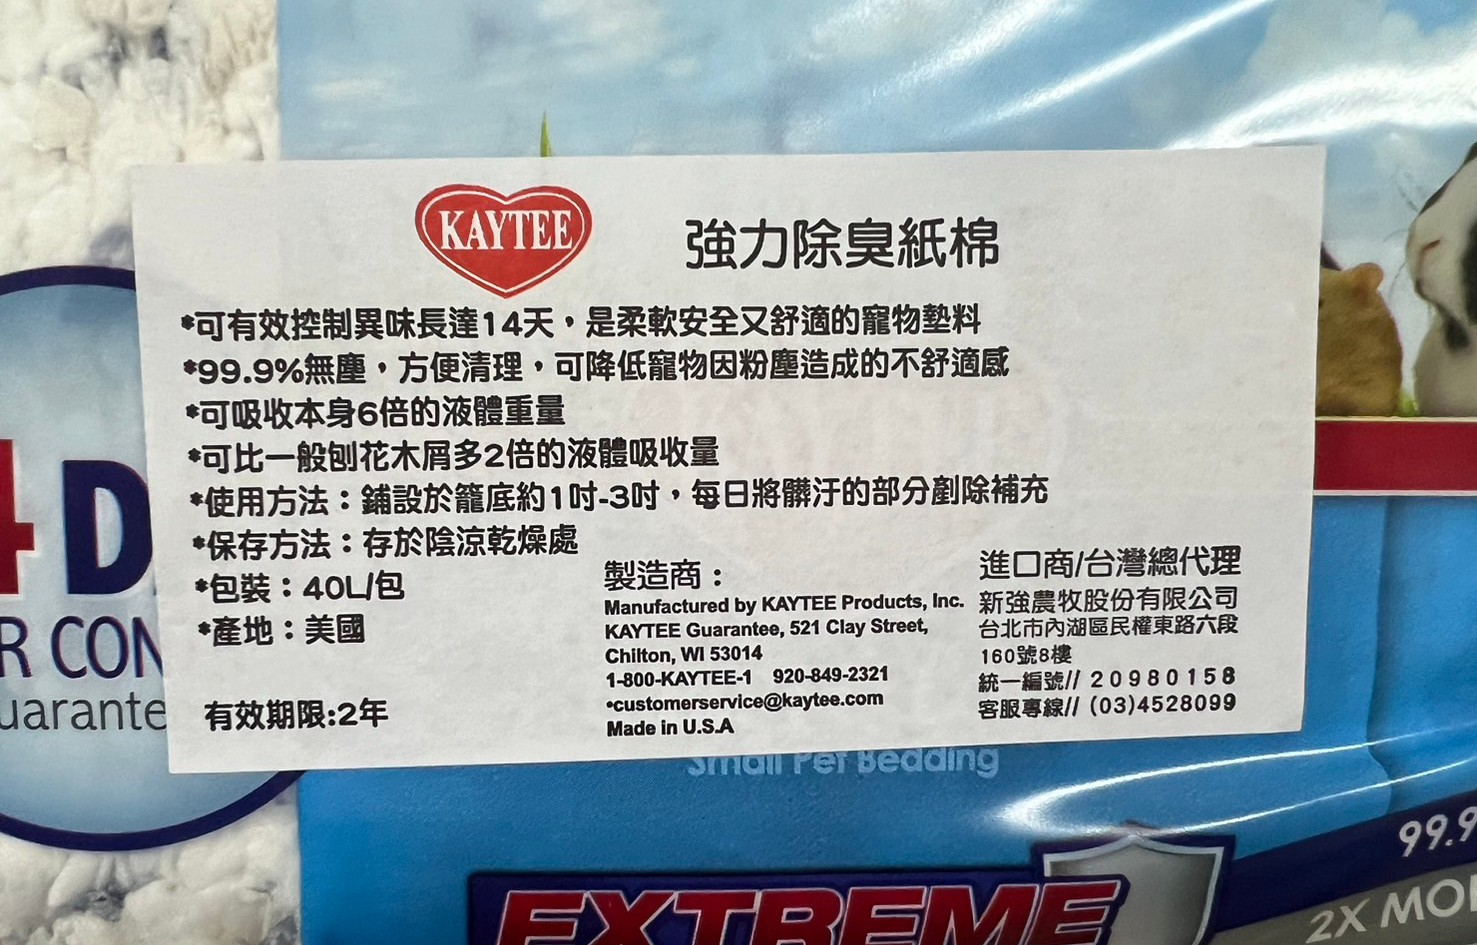 KAYTEE
強力除臭紙棉
*可有效控制異味長達14天，是柔軟安全又舒適的寵物墊料
*99.9%無塵，方便清理，可降低寵物因粉塵造成的不舒適感
*可吸收本身6倍的液體重量
*可比一般刨花木屑多2倍的液體吸收量
*使用方法：鋪設於籠底約1吋-3吋，每日將髒汙的部分剷除補充
*保存方法：存於陰涼乾燥處
*包裝：40L/包
*產地：美國
有效期限:2年
製造商：
Manufactured by KAYTEE Products, Inc.
KAYTEE Guarantee, 521 Clay Street,
Chilton, WI 53014
1-800-KAYTEE-1 920-849-2321
•customerservice@kaytee.com
Made in U.S.A
進口商/台灣總代理
新強農牧股份有限公司
台北市內湖區民權東路六段
160號8樓
統一編號// 20980158
客服專線// (03)4528099
4 D
R CON
uarante
Small Pet Bedding
EXTREME
99.9
2X MO